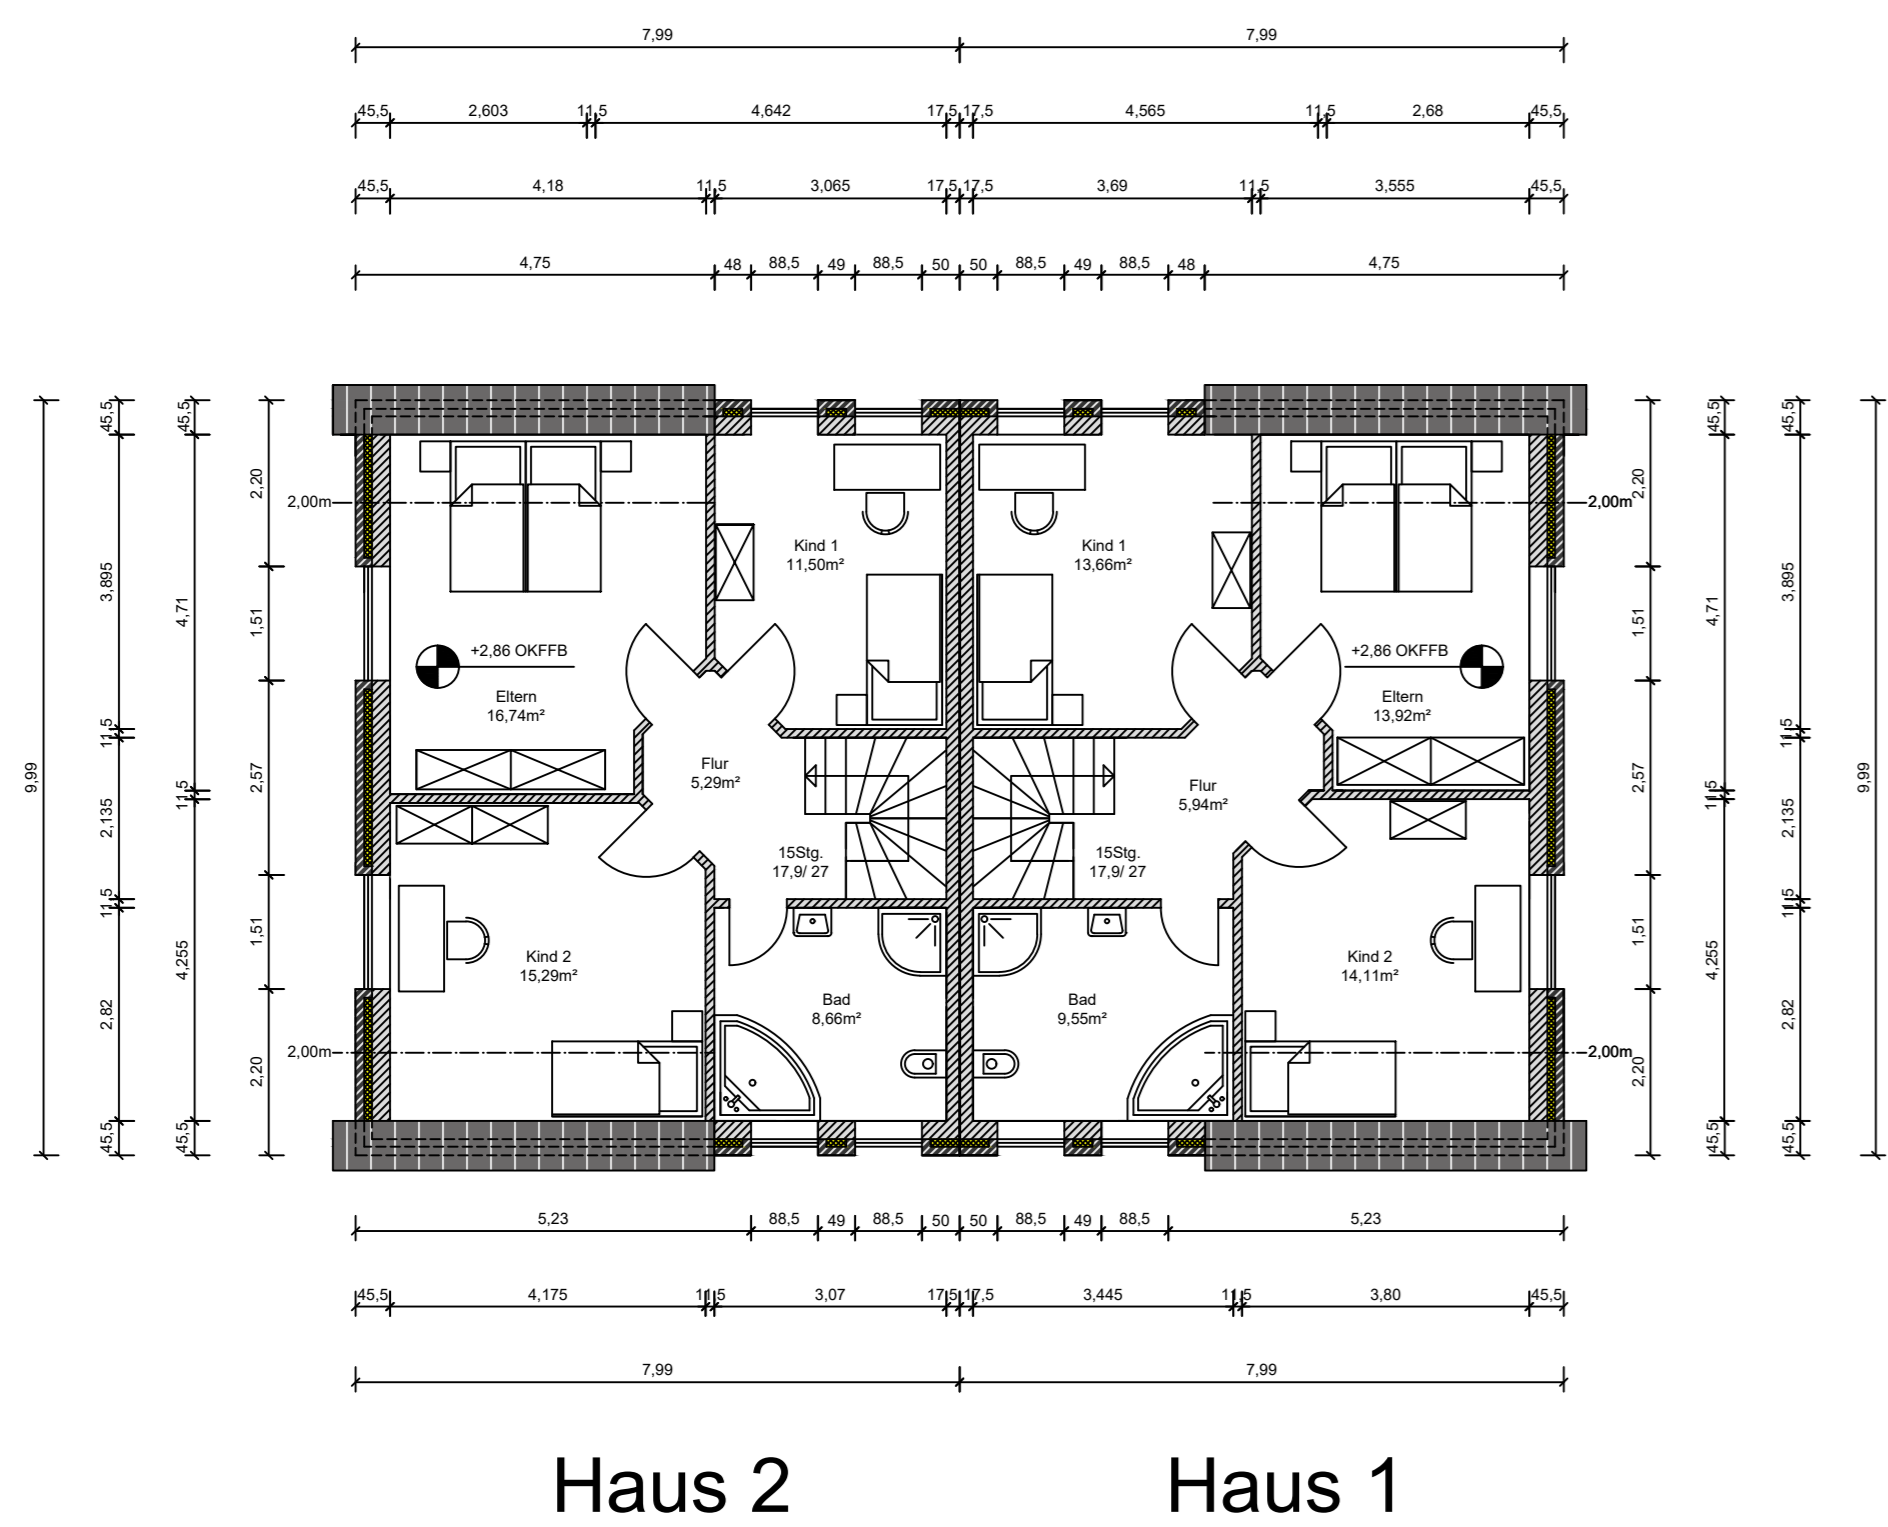 7,99 7,99
45,5 2,603 11,5 4,642 17,5 17,5 4,565 11,5 2,68 45,5
45,5 4,18 11,5 3,065 17,5 17,5 3,69 11,5 3,555 45,5
4,75 48 88,5 49 88,5 50 50 88,5 49 88,5 48 4,75
9,99
45,5 3,895 11,5 2,135 11,5 2,82 45,5
45,5 4,71 11,5 4,255 45,5
2,20 1,51 2,57 1,51 2,20
2,00m 2,00m
Kind 1
11,50m²
Kind 1
13,66m²
+2,86 OKFFB
+2,86 OKFFB
Eltern
16,74m²
Eltern
13,92m²
Flur
5,29m²
Flur
5,94m²
15Stg.
17,9/ 27
15Stg.
17,9/ 27
Kind 2
15,29m²
Kind 2
14,11m²
Bad
8,66m²
Bad
9,55m²
2,00m 2,00m
2,20 1,51 2,57 1,51 2,20
45,5 4,71 11,5 4,255 45,5
45,5 3,895 11,5 2,135 11,5 2,82 45,5
9,99
5,23 88,5 49 88,5 50 50 88,5 49 88,5 5,23
45,5 4,175 11,5 3,07 17,5 17,5 3,445 11,5 3,80 45,5
7,99 7,99
Haus 2 Haus 1